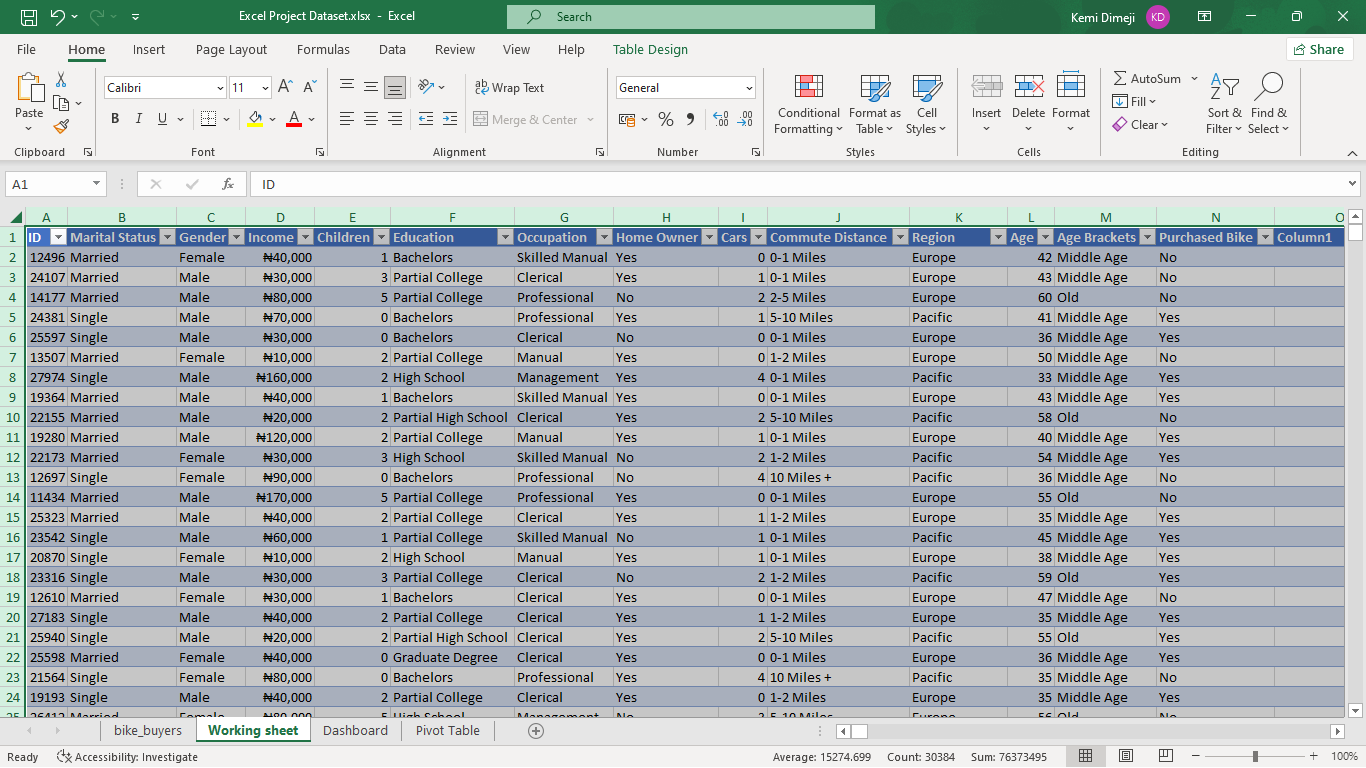 Excel Project Dataset.xlsx - Excel
Search
Kemi Dimeji
KD
File Home Insert Page Layout Formulas Data Review View Help Table Design
Share
Paste
Calibri 11
B I U
A A A
ab Wrap Text
Merge & Center
General
%
Conditional Formatting
Format as Table
Cell Styles
Insert Delete Format
AutoSum
Fill
Clear
Sort & Filter
Find & Select
Clipboard Font Alignment Number Styles Cells Editing
A1 fx ID
A B C D E F G H I J K L M N O
1 ID Marital Status Gender Income Children Education Occupation Home Owner Cars Commute Distance Region Age Age Brackets Purchased Bike Column1
2 12496 Married Female ₦40,000 1 Bachelors Skilled Manual Yes 0 0-1 Miles Europe 42 Middle Age No
3 24107 Married Male ₦30,000 3 Partial College Clerical Yes 1 0-1 Miles Europe 43 Middle Age No
4 14177 Married Male ₦80,000 5 Partial College Professional No 2 2-5 Miles Europe 60 Old No
5 24381 Single Male ₦70,000 0 Bachelors Professional Yes 1 5-10 Miles Pacific 41 Middle Age Yes
6 25597 Single Male ₦30,000 0 Bachelors Clerical No 0 0-1 Miles Europe 36 Middle Age Yes
7 13507 Married Female ₦10,000 2 Partial College Manual Yes 0 1-2 Miles Europe 50 Middle Age No
8 27974 Single Male ₦160,000 2 High School Management Yes 4 0-1 Miles Pacific 33 Middle Age Yes
9 19364 Married Male ₦40,000 1 Bachelors Skilled Manual Yes 0 0-1 Miles Europe 43 Middle Age Yes
10 22155 Married Male ₦20,000 2 Partial High School Clerical Yes 2 5-10 Miles Pacific 58 Old No
11 19280 Married Male ₦120,000 2 Partial College Manual Yes 1 0-1 Miles Europe 40 Middle Age Yes
12 22173 Married Female ₦30,000 3 High School Skilled Manual No 2 1-2 Miles Pacific 54 Middle Age Yes
13 12697 Single Female ₦90,000 0 Bachelors Professional No 4 10 Miles + Pacific 36 Middle Age No
14 11434 Married Male ₦170,000 5 Partial College Professional Yes 0 0-1 Miles Europe 55 Old No
15 25323 Married Male ₦40,000 2 Partial College Clerical Yes 1 1-2 Miles Europe 35 Middle Age Yes
16 23542 Single Male ₦60,000 1 Partial College Skilled Manual No 1 0-1 Miles Pacific 45 Middle Age Yes
17 20870 Single Female ₦10,000 2 High School Manual Yes 1 0-1 Miles Europe 38 Middle Age Yes
18 23316 Single Male ₦30,000 3 Partial College Clerical No 2 1-2 Miles Pacific 59 Old Yes
19 12610 Married Female ₦30,000 1 Bachelors Clerical Yes 0 0-1 Miles Europe 47 Middle Age No
20 27183 Single Male ₦40,000 2 Partial College Clerical Yes 1 1-2 Miles Europe 35 Middle Age Yes
21 25940 Single Male ₦20,000 2 Partial High School Clerical Yes 2 5-10 Miles Pacific 55 Old Yes
22 25598 Married Female ₦40,000 0 Graduate Degree Clerical Yes 0 0-1 Miles Europe 36 Middle Age Yes
23 21564 Single Female ₦80,000 0 Bachelors Professional Yes 4 10 Miles + Pacific 35 Middle Age No
24 19193 Single Male ₦40,000 2 Partial College Clerical Yes 0 1-2 Miles Europe 35 Middle Age Yes
25 26412 Married Female ₦80,000 5 High School Management No 3 5-10 Miles Europe 56 Old No
bike_buyers Working sheet Dashboard Pivot Table
Ready Accessibility: Investigate Average: 15274.699 Count: 30384 Sum: 76373495 100%